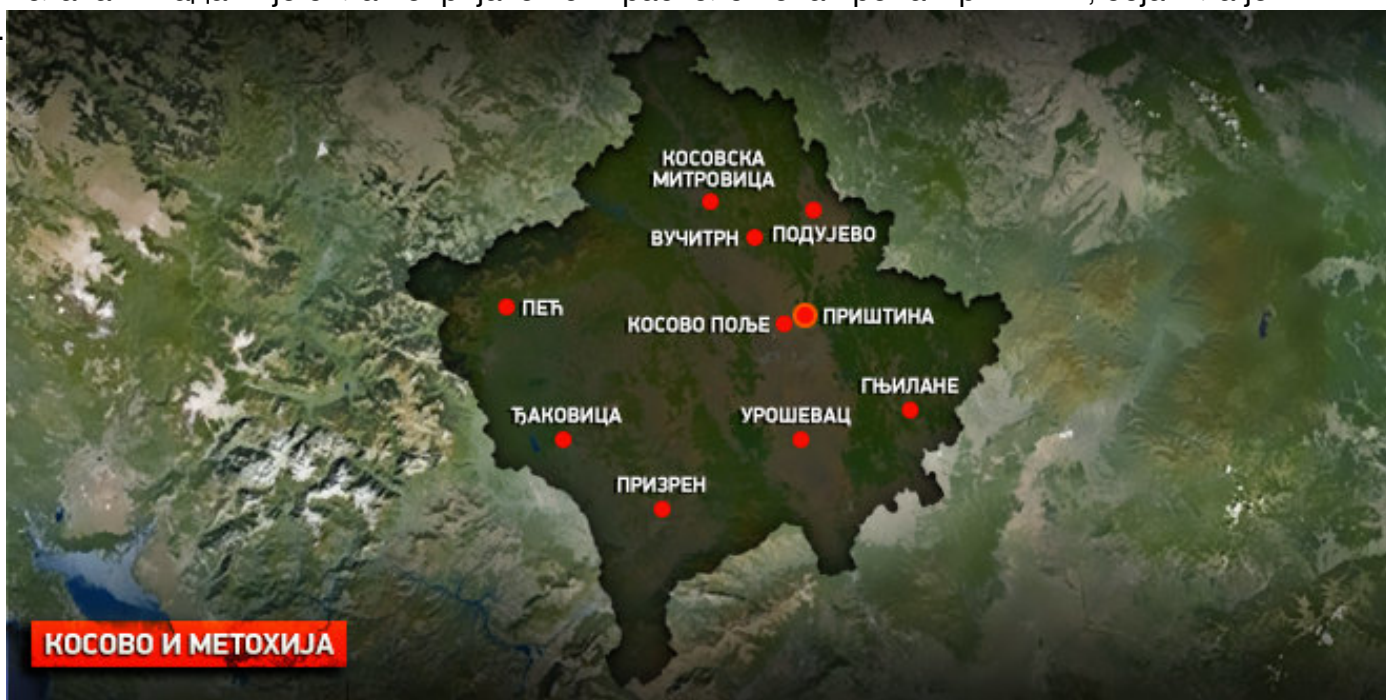 КОСОВСКА
МИТРОВИЦА
ВУЧИТРН
ПОДУЈЕВО
ПЕЋ
КОСОВО ПОЉЕ
ПРИШТИНА
ГЊИЛАНЕ
ЂАКОВИЦА
УРОШЕВАЦ
ПРИЗРЕН
КОСОВО И МЕТОХИЈА